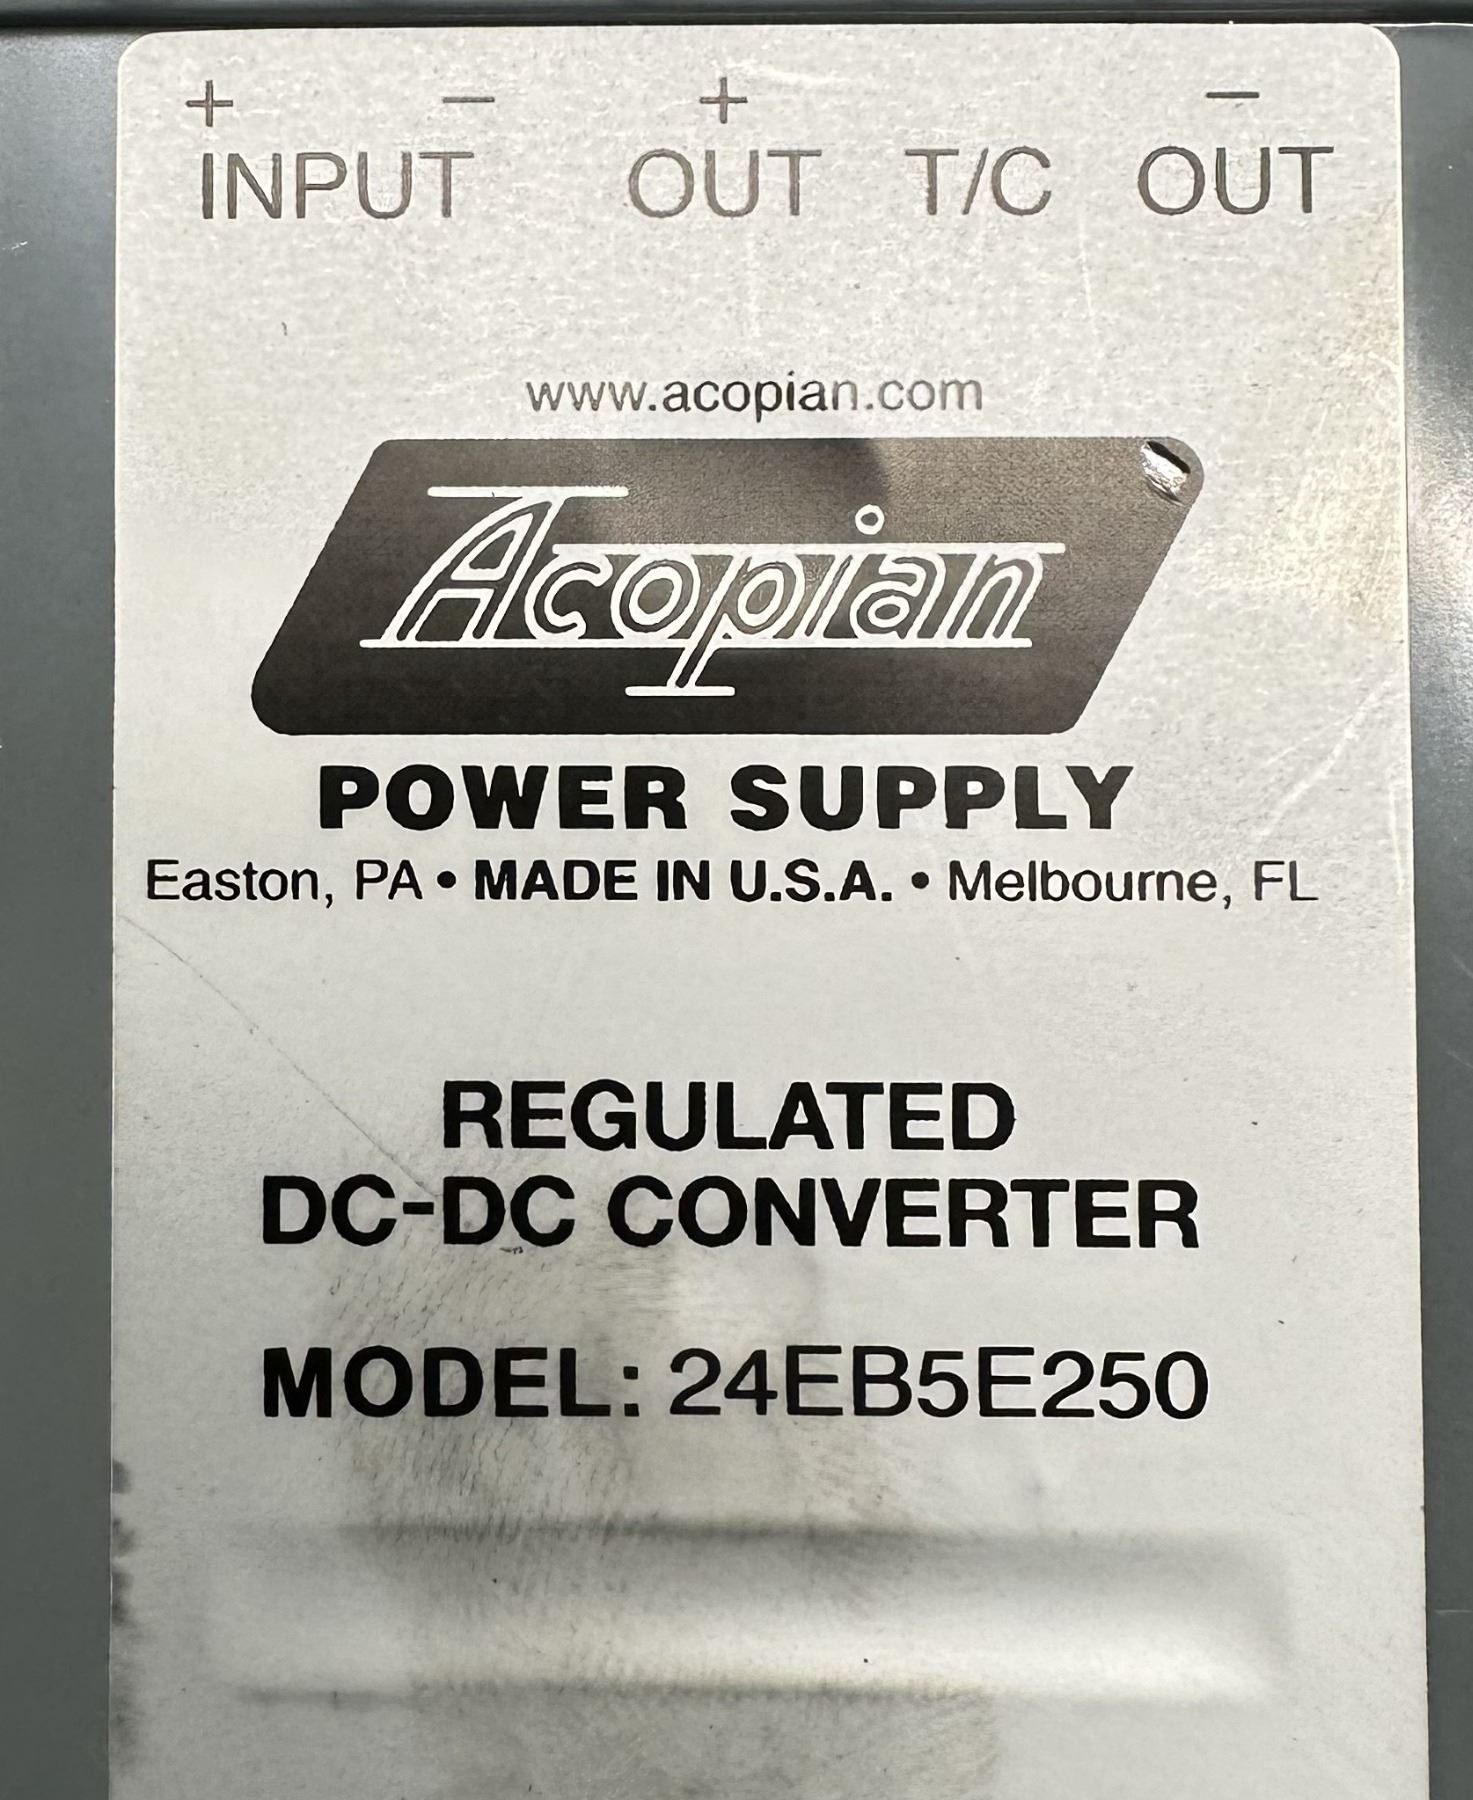 + − + −
INPUT OUT T/C OUT
www.acopian.com
Acopian
POWER SUPPLY
Easton, PA • MADE IN U.S.A. • Melbourne, FL
REGULATED
DC-DC CONVERTER
MODEL: 24EB5E250